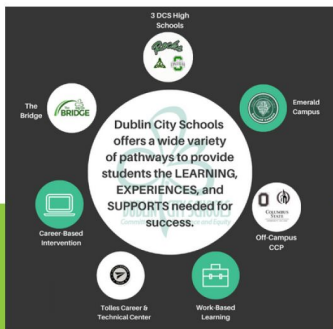 3 DCS High
Schools
The
Bridge
BRIDGE
Emerald
Campus
Dublin City Schools
offers a wide variety
of pathways to provide
students the LEARNING,
EXPERIENCES, and
SUPPORTS needed for
success.
Career-Based
Intervention
COLUMBUS
STATE
Off-Campus
CCP
Tolles Career &
Technical Center
Work-Based
Learning